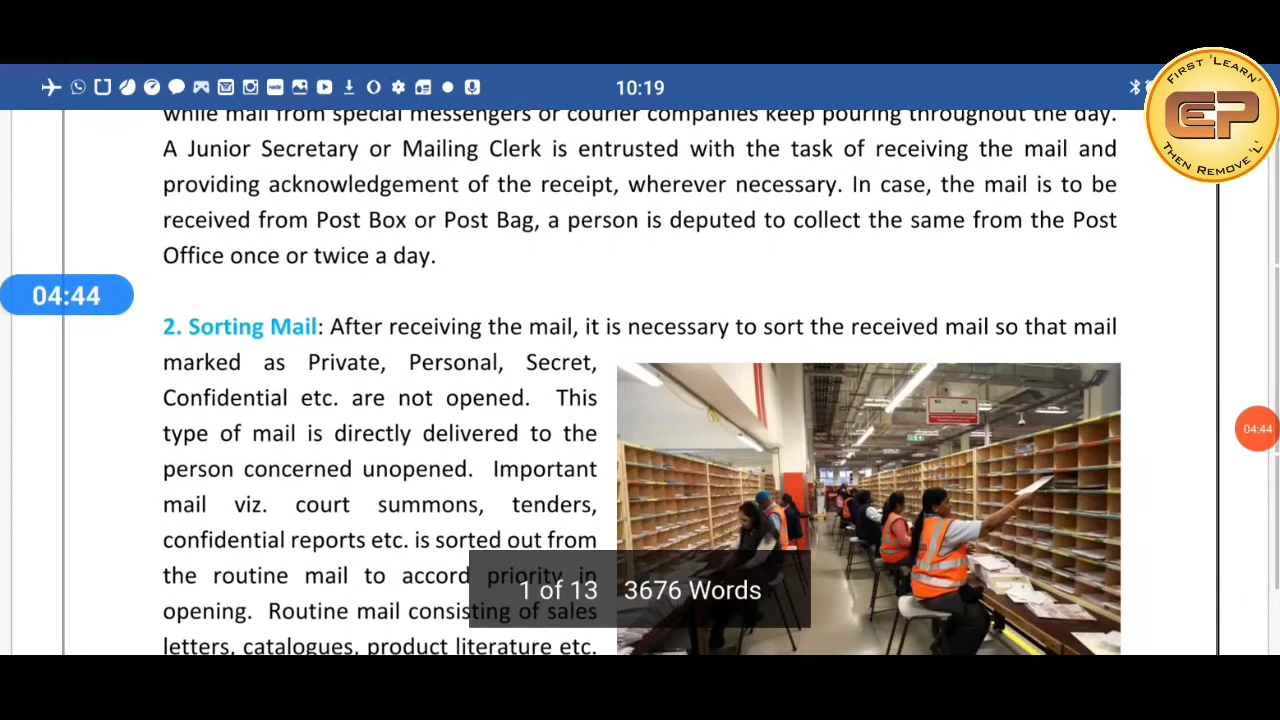 10:19
FIRST 'LEARN'
EP
THEN REMOVE 'L'
while mail from special messengers or courier companies keep pouring throughout the day.
A Junior Secretary or Mailing Clerk is entrusted with the task of receiving the mail and
providing acknowledgement of the receipt, wherever necessary. In case, the mail is to be
received from Post Box or Post Bag, a person is deputed to collect the same from the Post
Office once or twice a day.
04:44
2. Sorting Mail: After receiving the mail, it is necessary to sort the received mail so that mail
marked as Private, Personal, Secret,
Confidential etc. are not opened. This
type of mail is directly delivered to the
person concerned unopened. Important
mail viz. court summons, tenders,
confidential reports etc. is sorted out from
the routine mail to accord priority in
opening. Routine mail consisting of sales
letters, catalogues, product literature etc.
04:44
1 of 13 3676 Words